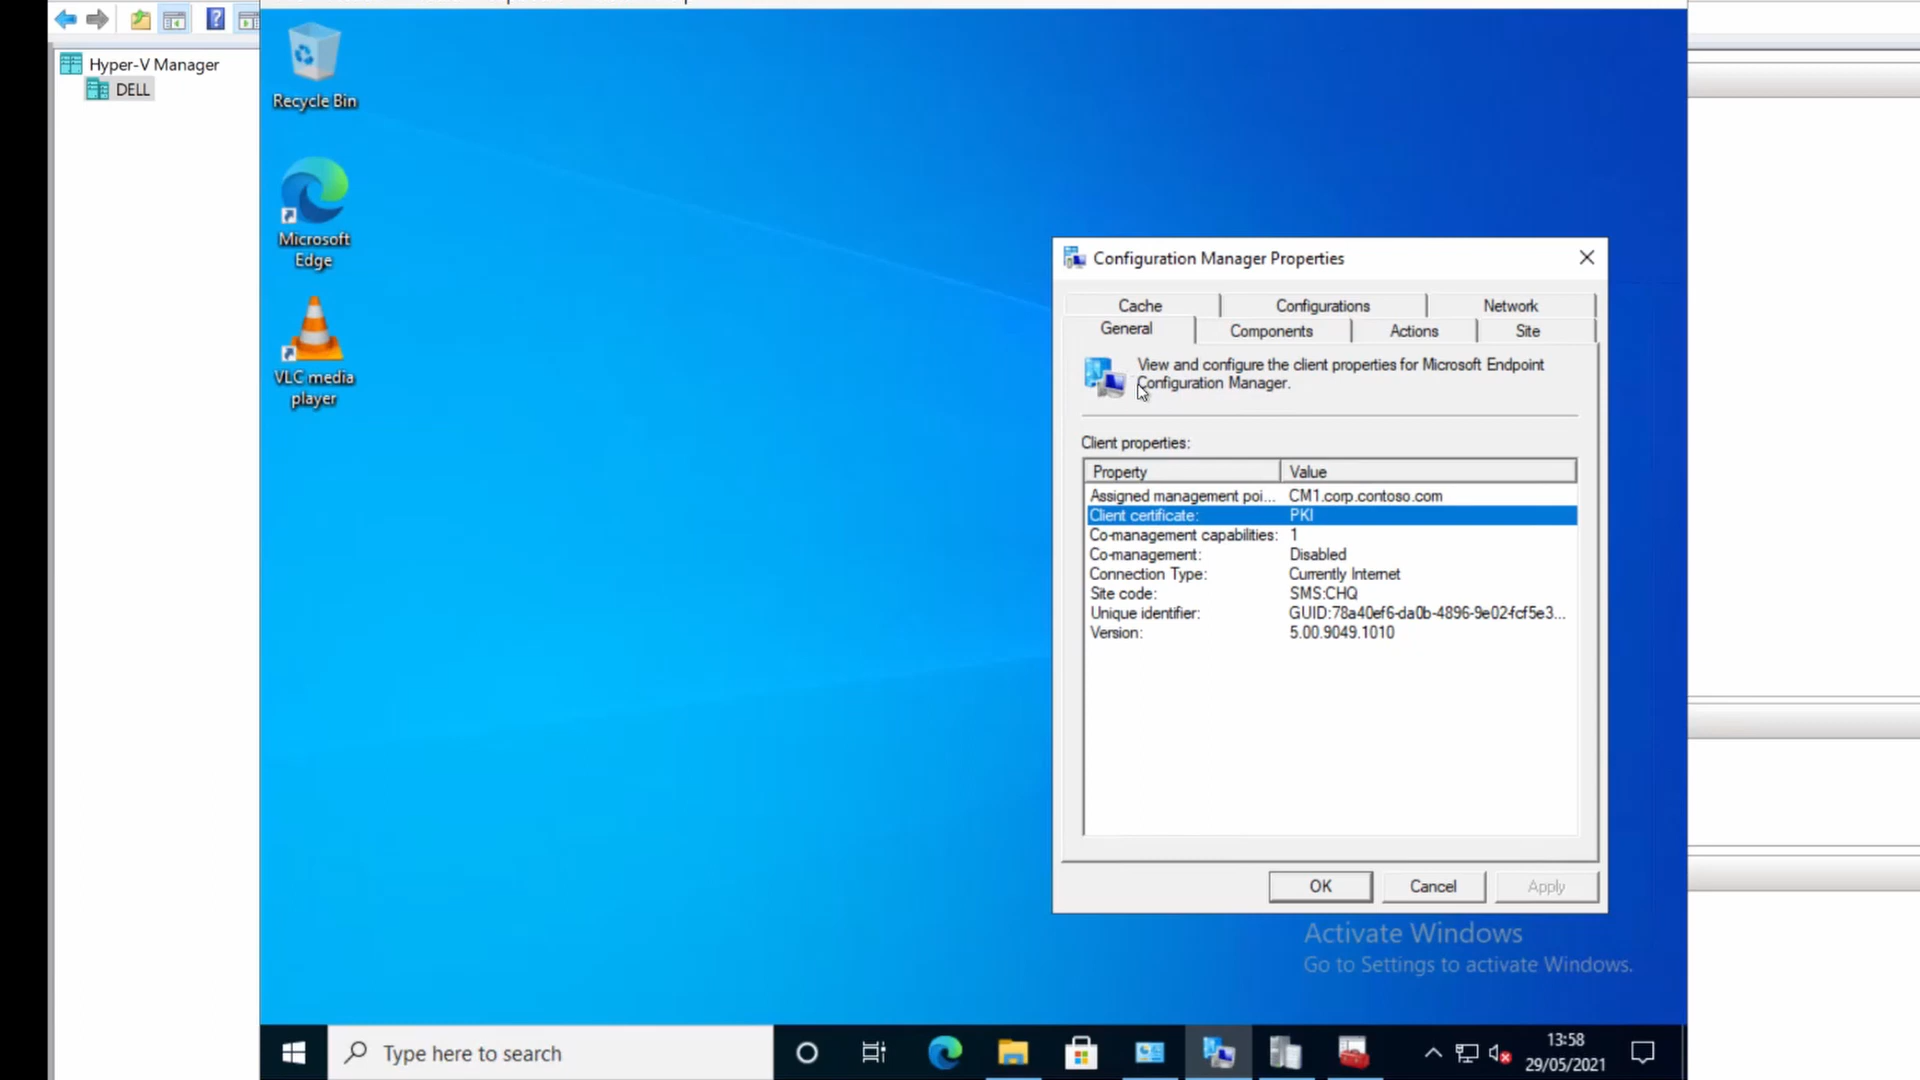 Hyper-V Manager
DELL
Recycle Bin
Microsoft
Edge
VLC media
player
Configuration Manager Properties
Cache
Configurations
Network
General
Components
Actions
Site
View and configure the client properties for Microsoft Endpoint
Configuration Manager.
Client properties:
Property
Value
Assigned management poi...
CM1.corp.contoso.com
Client certificate:
PKI
Co-management capabilities:
1
Co-management:
Disabled
Connection Type:
Currently Internet
Site code:
SMS:CHQ
Unique identifier:
GUID:78a40ef6-da0b-4896-9e02-fcf5e3...
Version:
5.00.9049.1010
OK
Cancel
Apply
Activate Windows
Go to Settings to activate Windows.
Type here to search
13:58
29/05/2021